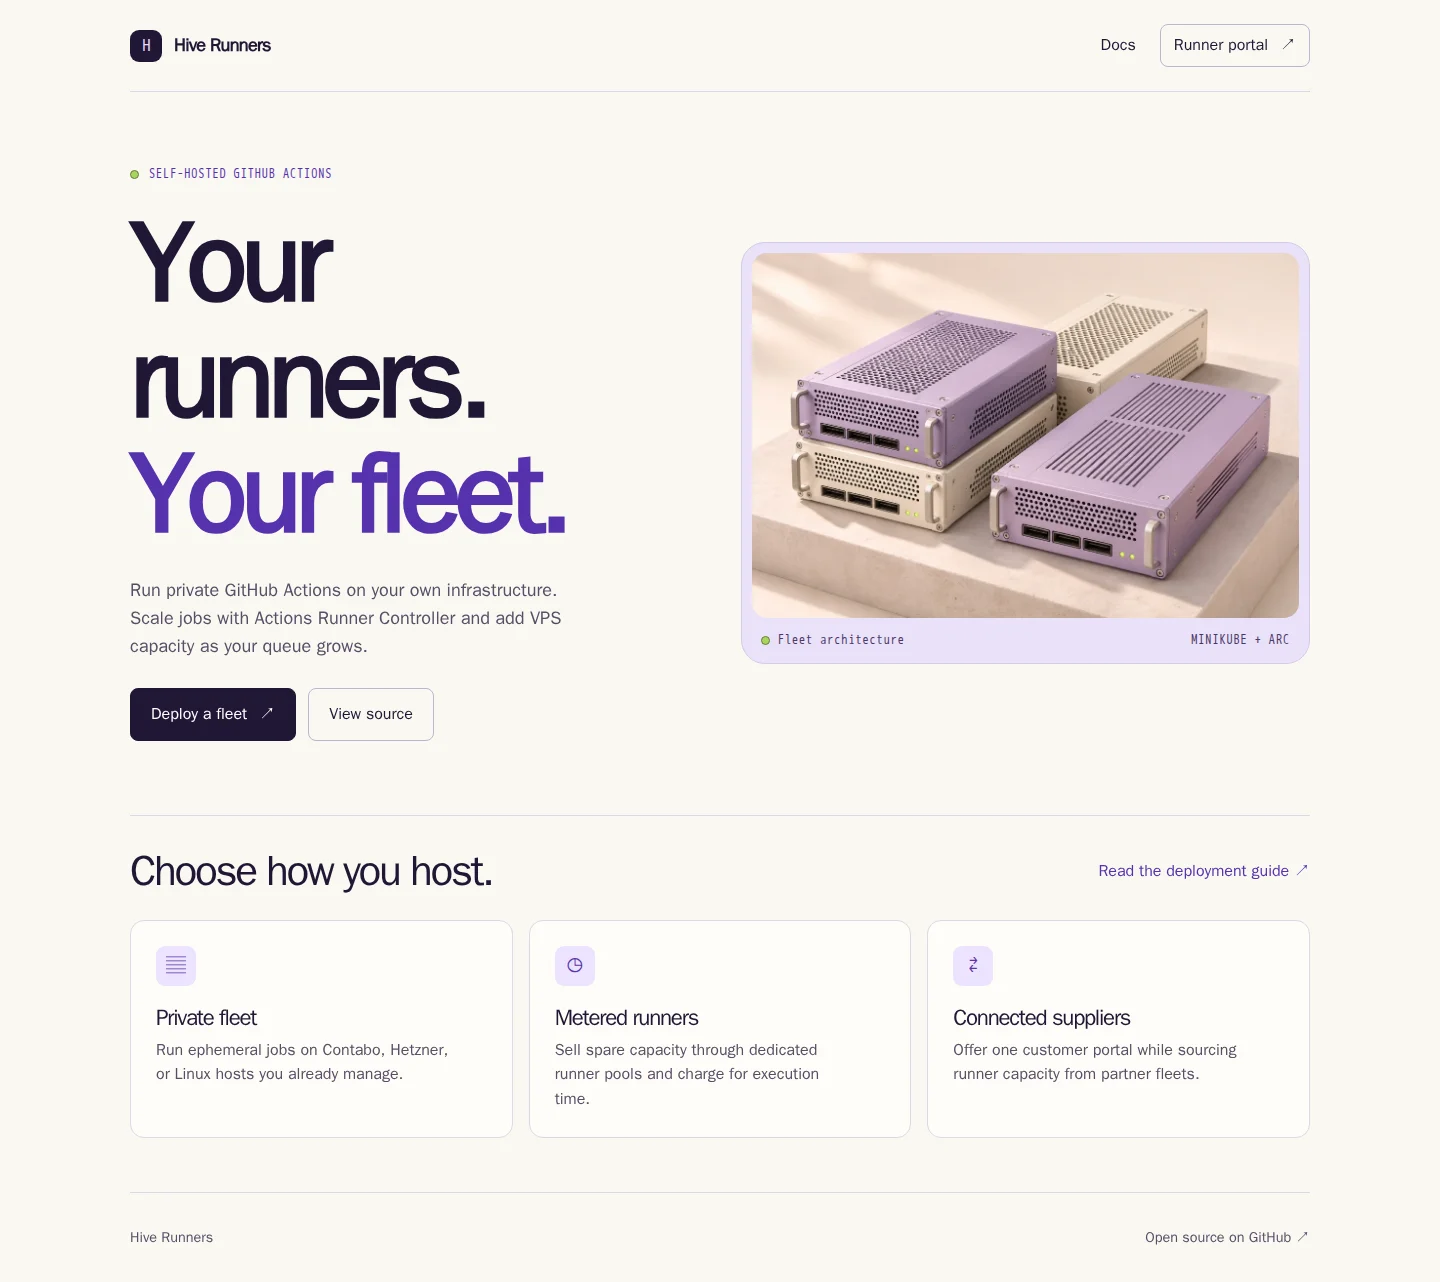 H
Hive Runners
Docs
Runner portal ↗
SELF-HOSTED GITHUB ACTIONS
Your
runners.
Your fleet.
Run private GitHub Actions on your own infrastructure.
Scale jobs with Actions Runner Controller and add VPS
capacity as your queue grows.
Deploy a fleet ↗
View source
Fleet architecture
MINIKUBE + ARC
Choose how you host.
Read the deployment guide ↗
Private fleet
Run ephemeral jobs on Contabo, Hetzner,
or Linux hosts you already manage.
Metered runners
Sell spare capacity through dedicated
runner pools and charge for execution
time.
Connected suppliers
Offer one customer portal while sourcing
runner capacity from partner fleets.
Hive Runners
Open source on GitHub ↗